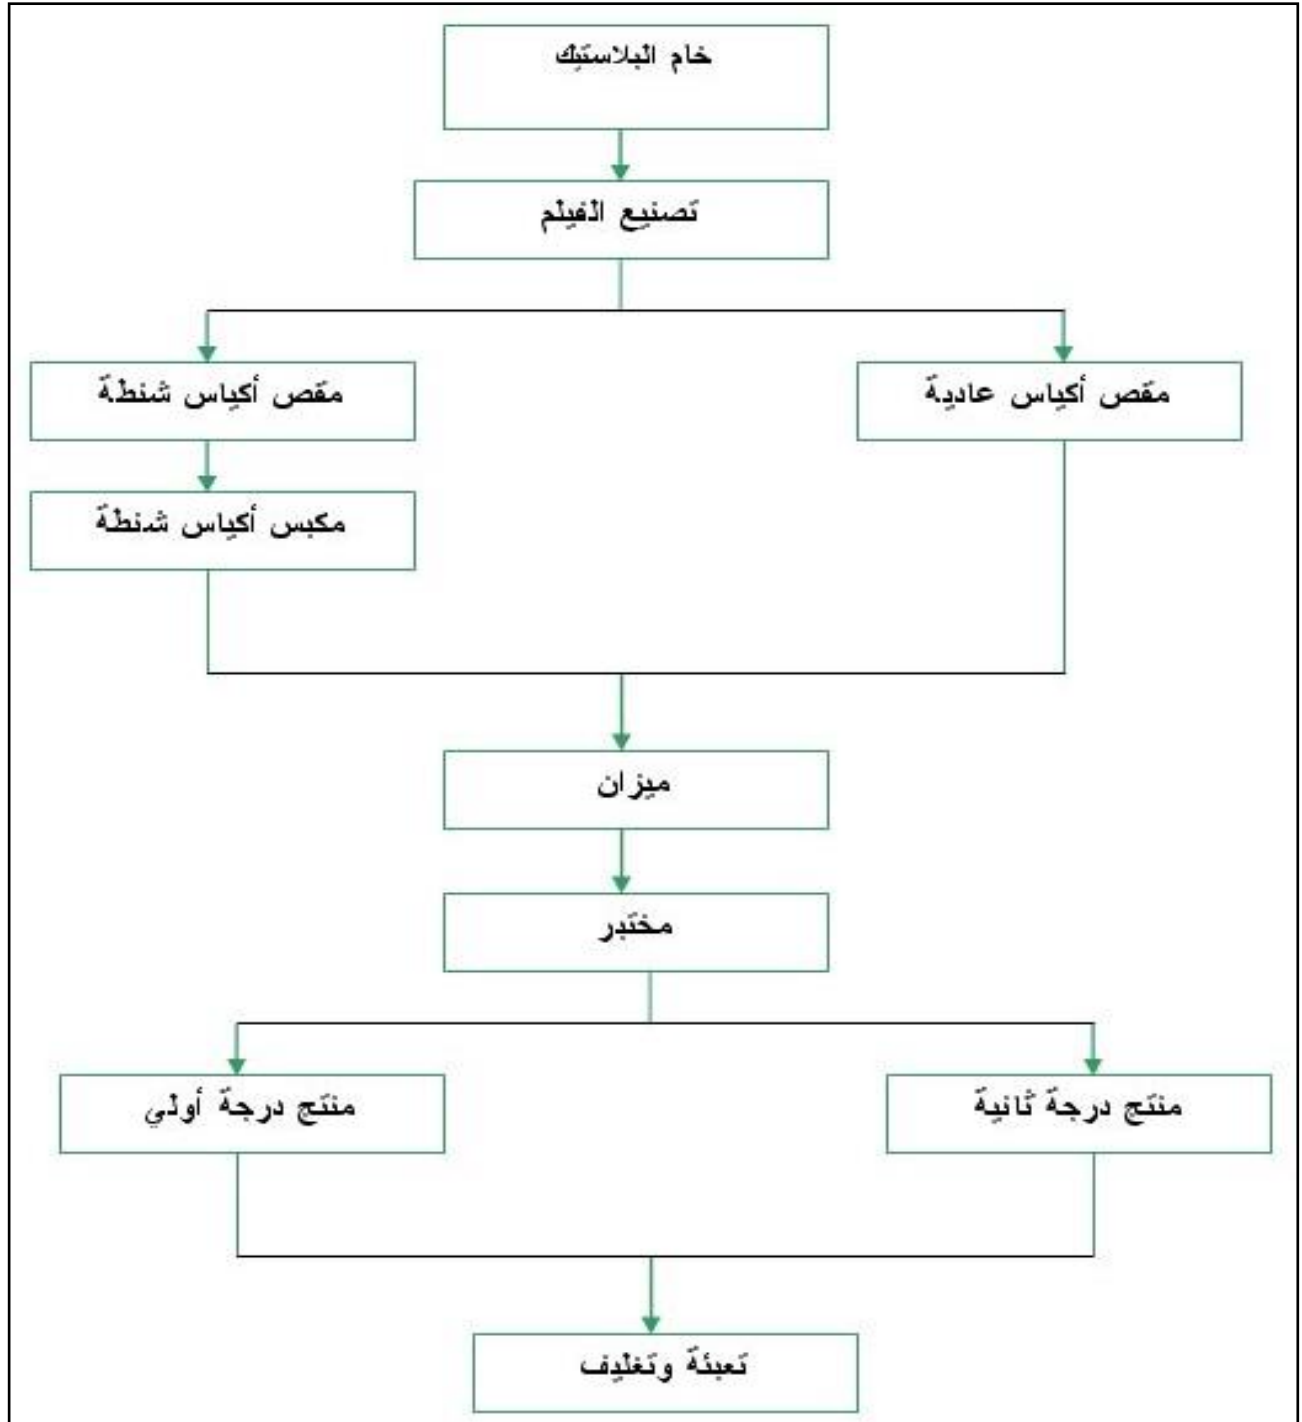 خام البلاستيك
تصنيع الفيلم
مقص أكياس عادية
مقص أكياس شنطة
مكبس أكياس شنطة
ميزان
مختبر
منتج درجة ثانية
منتج درجة أولي
تعبئة وتغليف